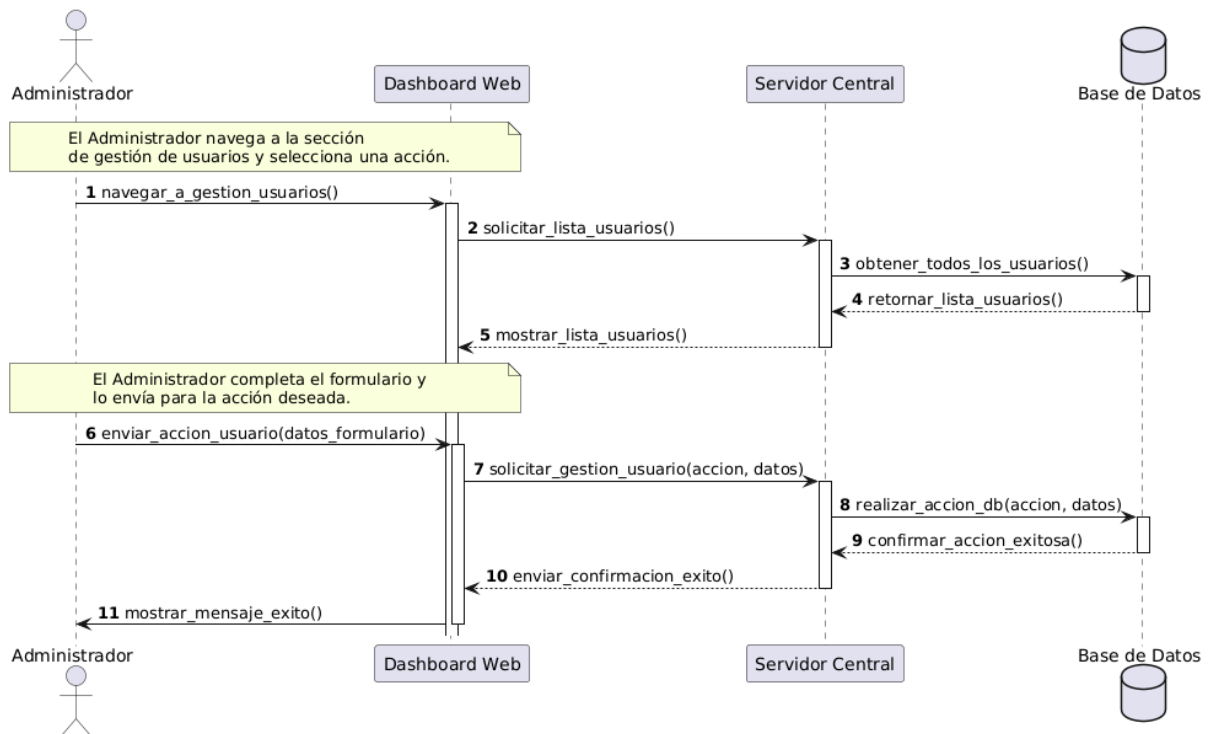 Administrador
Dashboard Web
Servidor Central
Base de Datos
El Administrador navega a la sección
de gestión de usuarios y selecciona una acción.
1 navegar_a_gestion_usuarios()
2 solicitar_lista_usuarios()
3 obtener_todos_los_usuarios()
4 retornar_lista_usuarios()
5 mostrar_lista_usuarios()
El Administrador completa el formulario y
lo envía para la acción deseada.
6 enviar_accion_usuario(datos_formulario)
7 solicitar_gestion_usuario(accion, datos)
8 realizar_accion_db(accion, datos)
9 confirmar_accion_exitosa()
10 enviar_confirmacion_exito()
11 mostrar_mensaje_exito()
Administrador
Dashboard Web
Servidor Central
Base de Datos